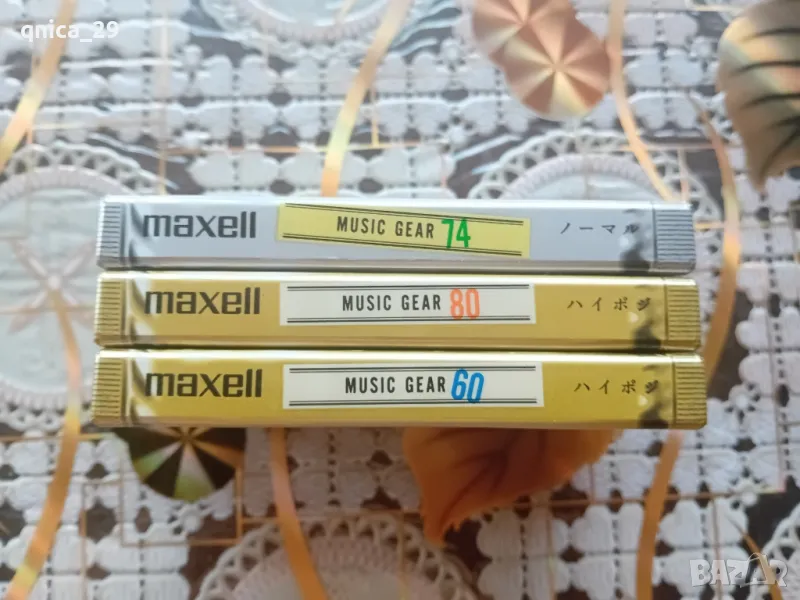 qnica_29
maxell MUSIC GEAR 74 ノーマル
maxell MUSIC GEAR 80 ハイポジ
maxell MUSIC GEAR 60 ハイポジ
BAZAR